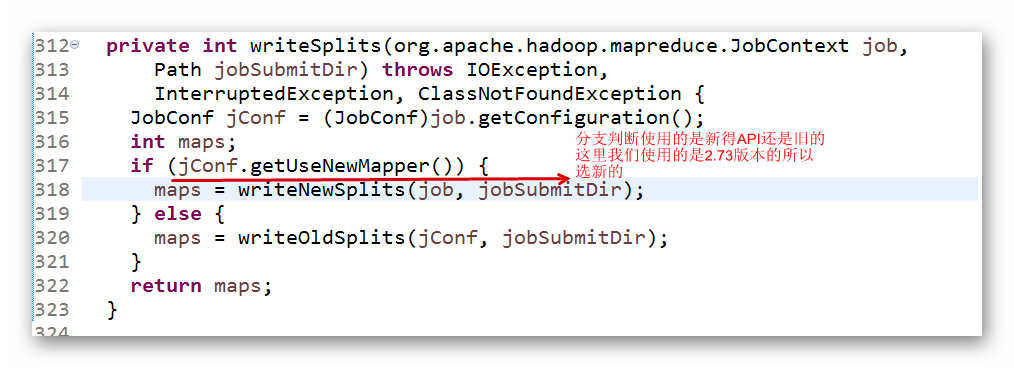 312 private int writeSplits(org.apache.hadoop.mapreduce.JobContext job,
313 Path jobSubmitDir) throws IOException,
314 InterruptedException, ClassNotFoundException {
315 JobConf jConf = (JobConf)job.getConfiguration();
316 int maps;
分支判断使用的是新得API还是旧的
这里我们使用的是2.73版本的所以
选新的
317 if (jConf.getUseNewMapper()) {
318 maps = writeNewSplits(job, jobSubmitDir);
319 } else {
320 maps = writeOldSplits(jConf, jobSubmitDir);
321 }
322 return maps;
323 }
324